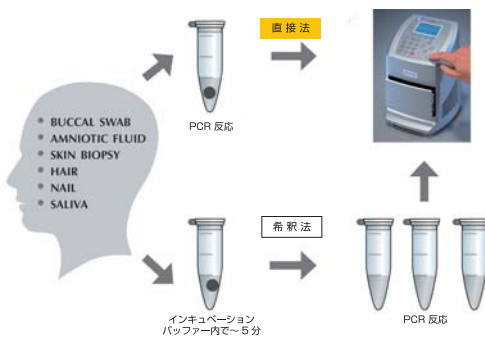 直接法
PCR 反応
BUCCAL SWAB
AMNIOTIC FLUID
SKIN BIOPSY
HAIR
NAIL
SALIVA
希釈法
インキュベーション
バッファー内で〜 5 分
PCR 反応